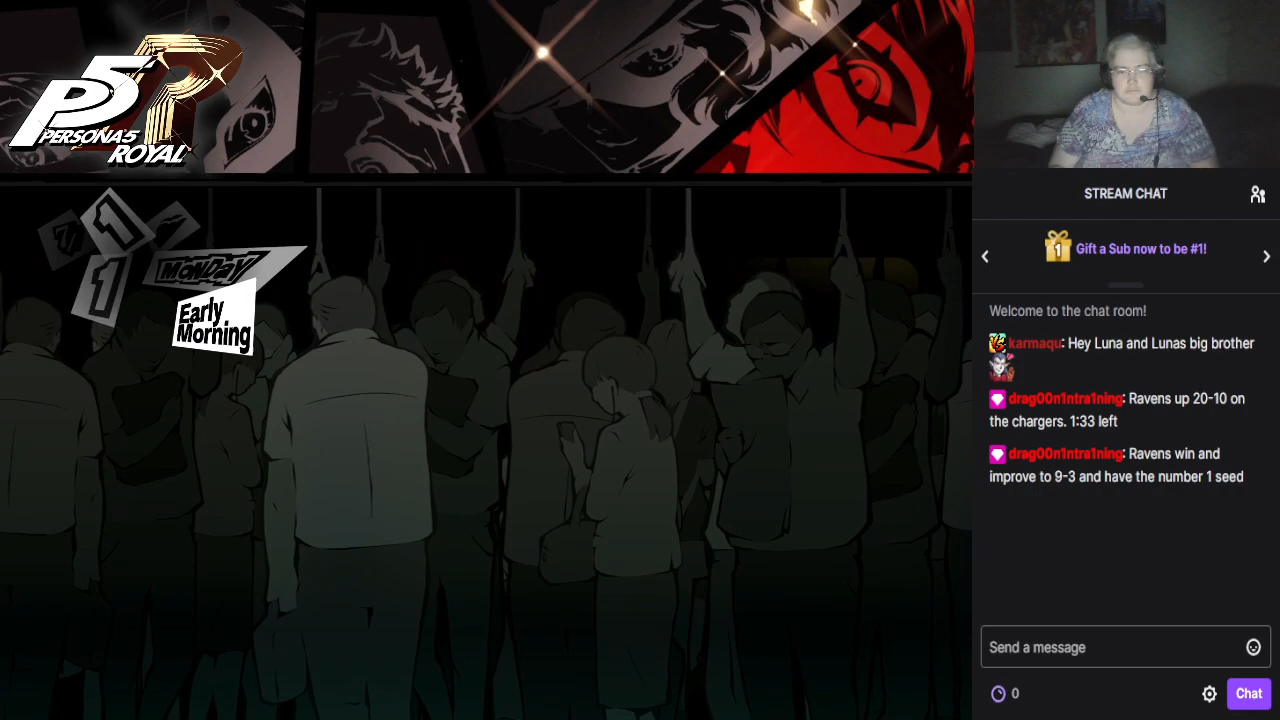 P5R
PERSONA5
ROYAL
7
11
MONDAY
Early
Morning
STREAM CHAT
1
Gift a Sub now to be #1!
Welcome to the chat room!
karmaqu: Hey Luna and Lunas big brother
drag00n1ntra1ning: Ravens up 20-10 on
the chargers. 1:33 left
drag00n1ntra1ning: Ravens win and
improve to 9-3 and have the number 1 seed
Send a message
0
Chat